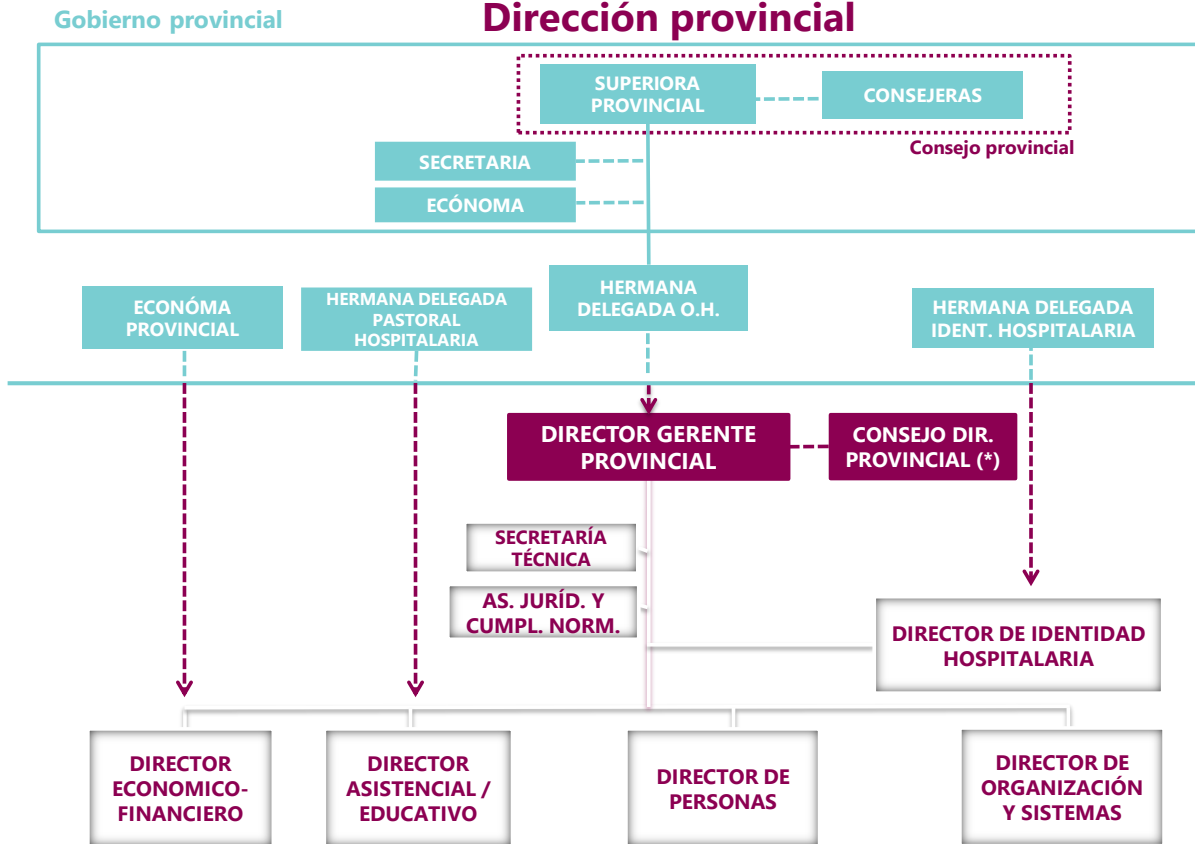 Gobierno provincial
Dirección provincial
SUPERIORA
PROVINCIAL
CONSEJERAS
Consejo provincial
SECRETARIA
ECÓNOMA
ECONÓMA
PROVINCIAL
HERMANA DELEGADA
PASTORAL
HOSPITALARIA
HERMANA
DELEGADA O.H.
HERMANA DELEGADA
IDENT. HOSPITALARIA
DIRECTOR GERENTE
PROVINCIAL
CONSEJO DIR.
PROVINCIAL (*)
SECRETARÍA
TÉCNICA
AS. JURÍD. Y
CUMPL. NORM.
DIRECTOR DE IDENTIDAD
HOSPITALARIA
DIRECTOR
ECONOMICO-
FINANCIERO
DIRECTOR
ASISTENCIAL /
EDUCATIVO
DIRECTOR DE
PERSONAS
DIRECTOR DE
ORGANIZACIÓN
Y SISTEMAS